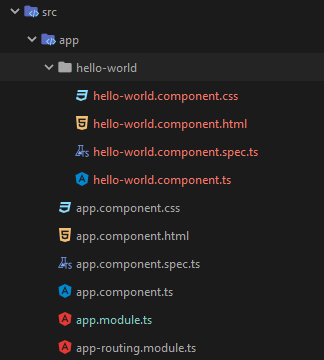 src
app
hello-world
hello-world.component.css
hello-world.component.html
hello-world.component.spec.ts
hello-world.component.ts
app.component.css
app.component.html
app.component.spec.ts
app.component.ts
app.module.ts
app-routing.module.ts